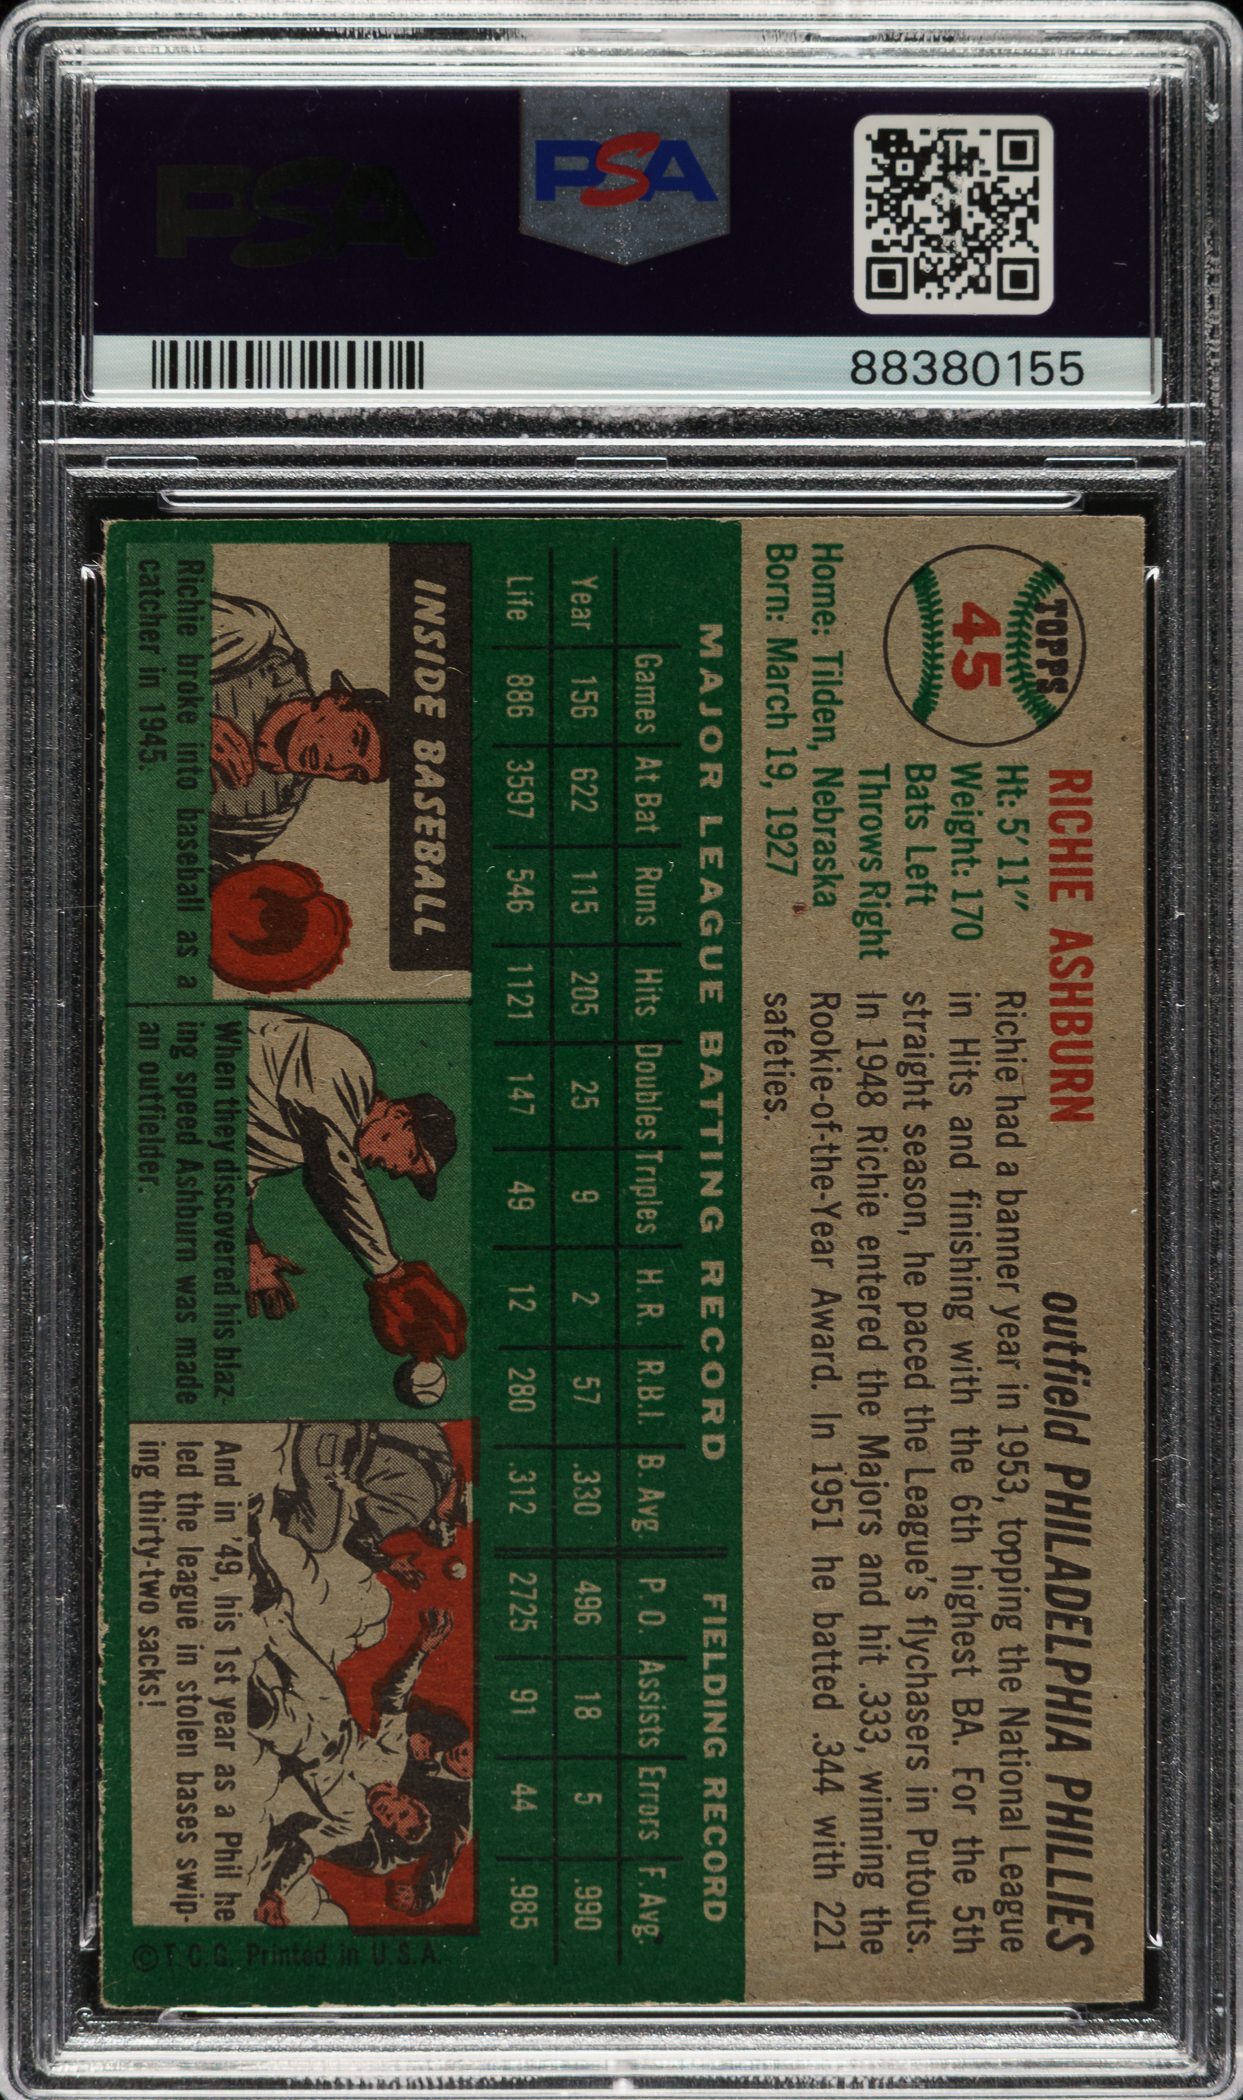 PSA
PSA
88380155
TOPPS
45
RICHIE ASHBURN
outfield PHILADELPHIA PHILLIES
Ht: 5' 11"
Weight: 170
Bats Left
Throws Right
Home: Tilden, Nebraska
Born: March 19, 1927
Richie had a banner year in 1953, topping the National League
in Hits and finishing with the 6th highest BA. For the 5th
straight season, he paced the League's flychasers in Putouts.
In 1948 Richie entered the Majors and hit .333, winning the
Rookie-of-the-Year Award. In 1951 he batted .344 with 221
safeties.
MAJOR LEAGUE BATTING RECORD FIELDING RECORD
Games At Bat Runs Hits Doubles Triples H. R. R.B.I. B. Avg. P. O. Assists Errors F. Avg.
Year 156 622 115 205 25 9 2 57 .330 496 18 5 .990
Life 886 3597 546 1121 147 49 12 280 .312 2725 91 44 .985
INSIDE BASEBALL
Richie broke into baseball as a
catcher in 1945.
When they discovered his blaz-
ing speed Ashburn was made
an outfielder.
And in '49, his 1st year as a Phil he
led the league in stolen bases swip-
ing thirty-two sacks!
© T. C. G. Printed in U.S.A.